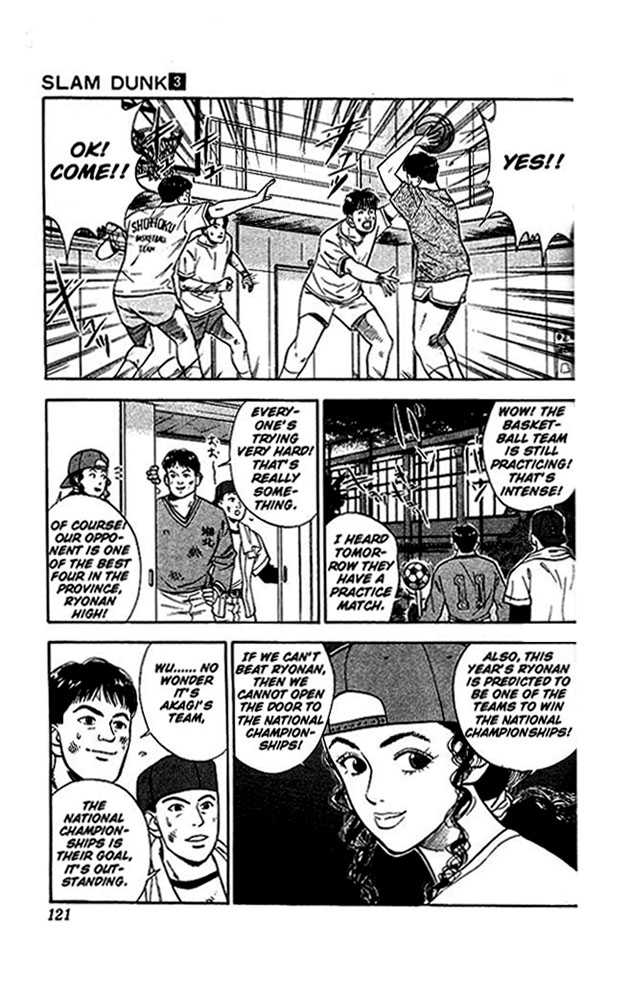 SLAM DUNK 3
YES!!
OK!
COME!!
SHOHOKU
BASKETBALL
TEAM
WOW! THE
BASKET-
BALL TEAM
IS STILL
PRACTICING!
THAT'S
INTENSE!
I HEARD
TOMOR-
ROW THEY
HAVE A
PRACTICE
MATCH.
11
EVERY-
ONE'S
TRYING
VERY HARD!
THAT'S
REALLY
SOME-
THING.
湘北
OF COURSE!
OUR OPPO-
NENT IS ONE
OF THE BEST
FOUR IN THE
PROVINCE,
RYONAN
HIGH!
ALSO, THIS
YEAR'S RYONAN
IS PREDICTED TO
BE ONE OF THE
TEAMS TO WIN
THE NATIONAL
CHAMPIONSHIPS!
IF WE CAN'T
BEAT RYONAN,
THEN WE
CANNOT OPEN
THE DOOR TO
THE NATIONAL
CHAMPION-
SHIPS!
WU...... NO
WONDER
IT'S
AKAGI'S
TEAM,
THE
NATIONAL
CHAMPION-
SHIPS IS
THEIR GOAL,
IT'S OUT-
STANDING.
121